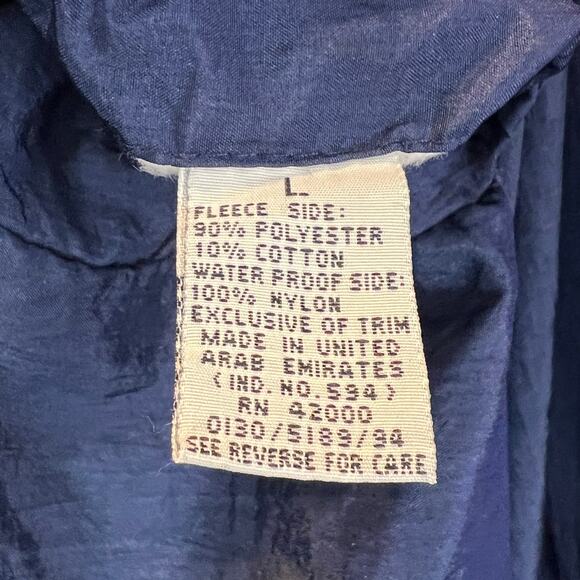 L
FLEECE SIDE:
90% POLYESTER
10% COTTON
WATER PROOF SIDE:
100% NYLON
EXCLUSIVE OF TRIM
MADE IN UNITED
ARAB EMIRATES
(IND. NO. 594)
RN 42000
0130/5189/94
SEE REVERSE FOR CARE